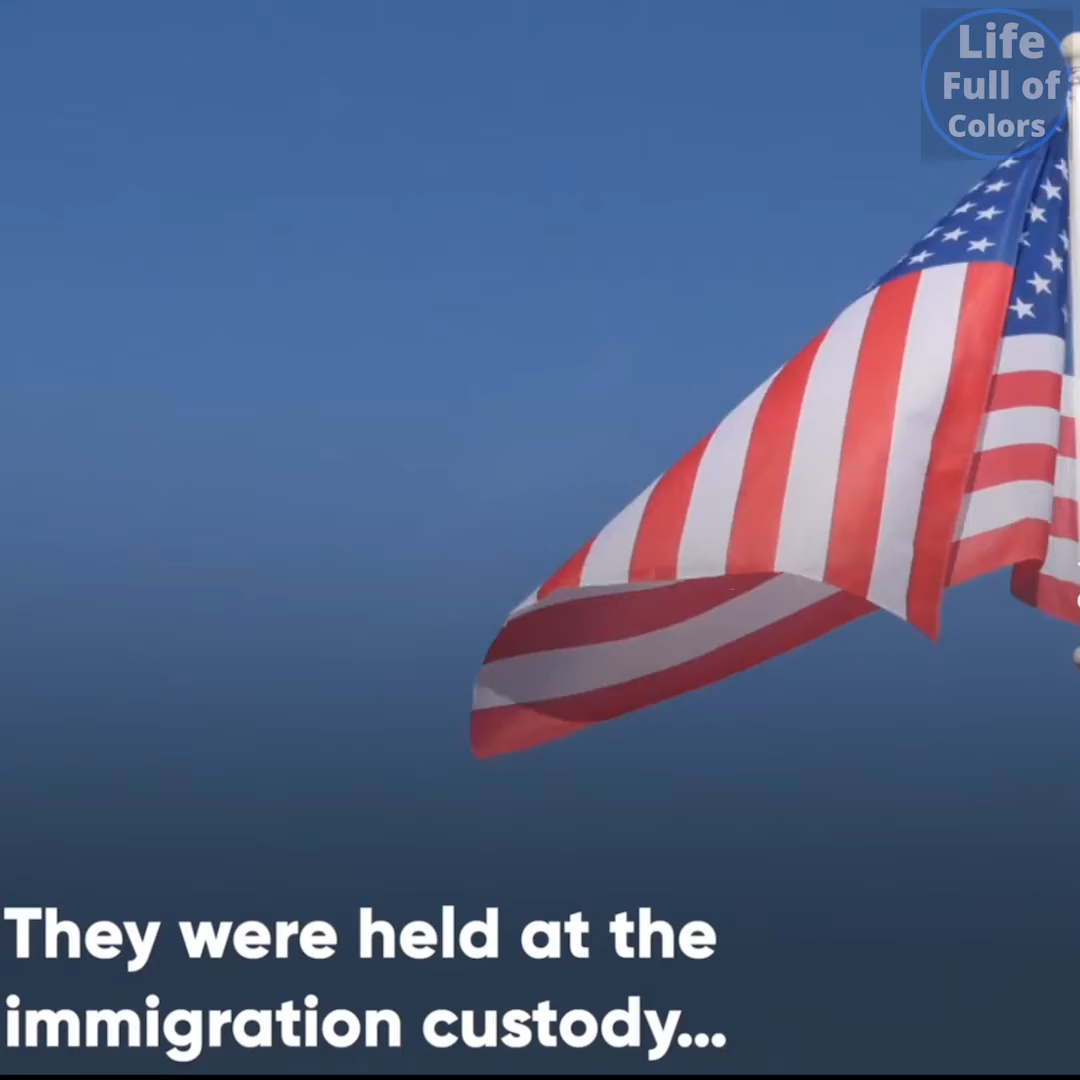 Life
Full of
Colors
They were held at the
immigration custody...